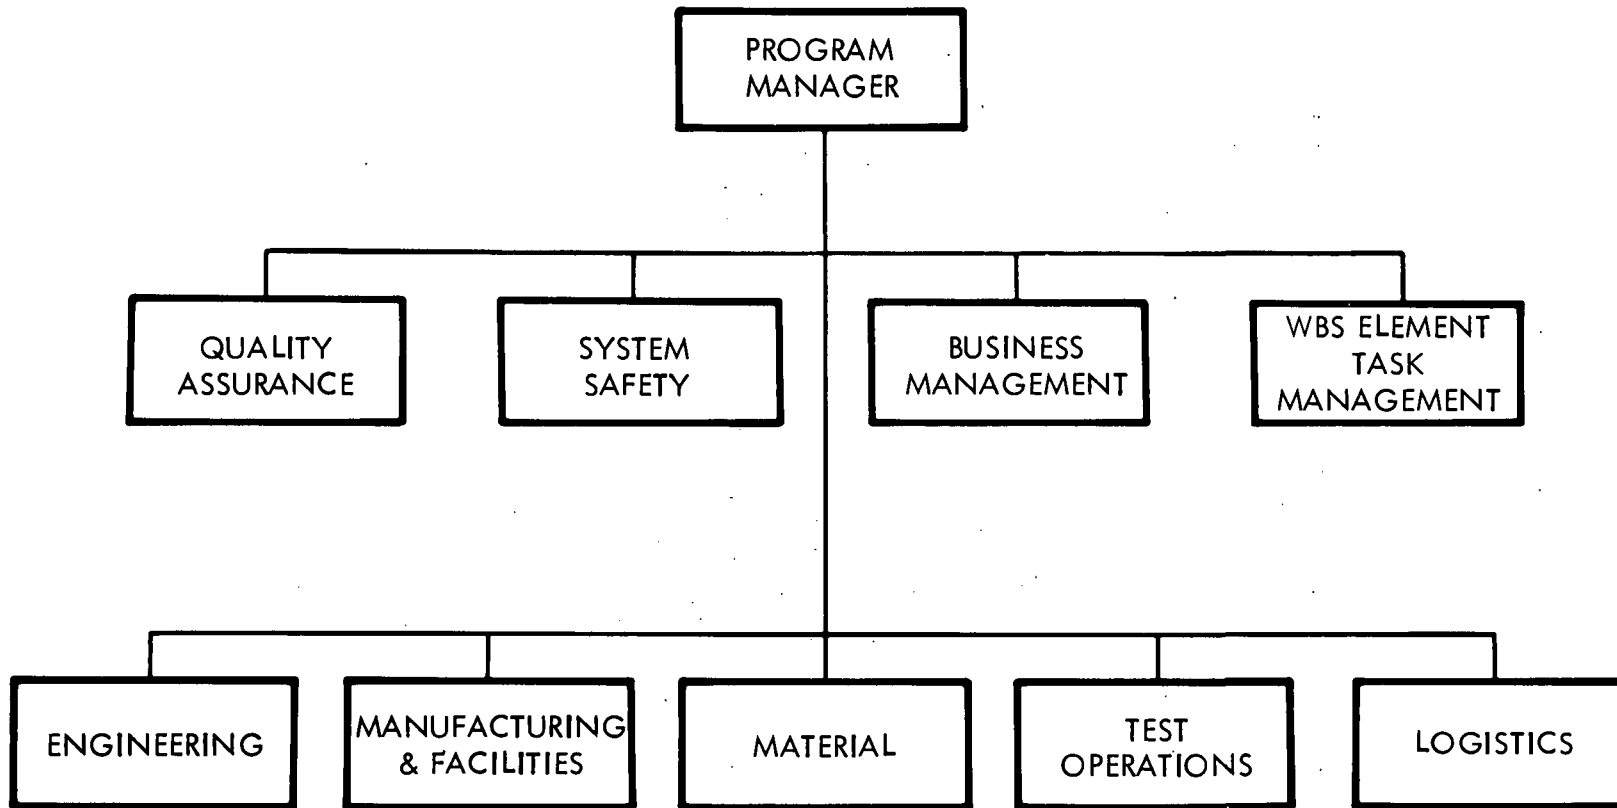 PROGRAM
MANAGER
QUALITY
ASSURANCE
SYSTEM
SAFETY
BUSINESS
MANAGEMENT
WBS ELEMENT
TASK
MANAGEMENT
ENGINEERING
MANUFACTURING
& FACILITIES
MATERIAL
TEST
OPERATIONS
LOGISTICS